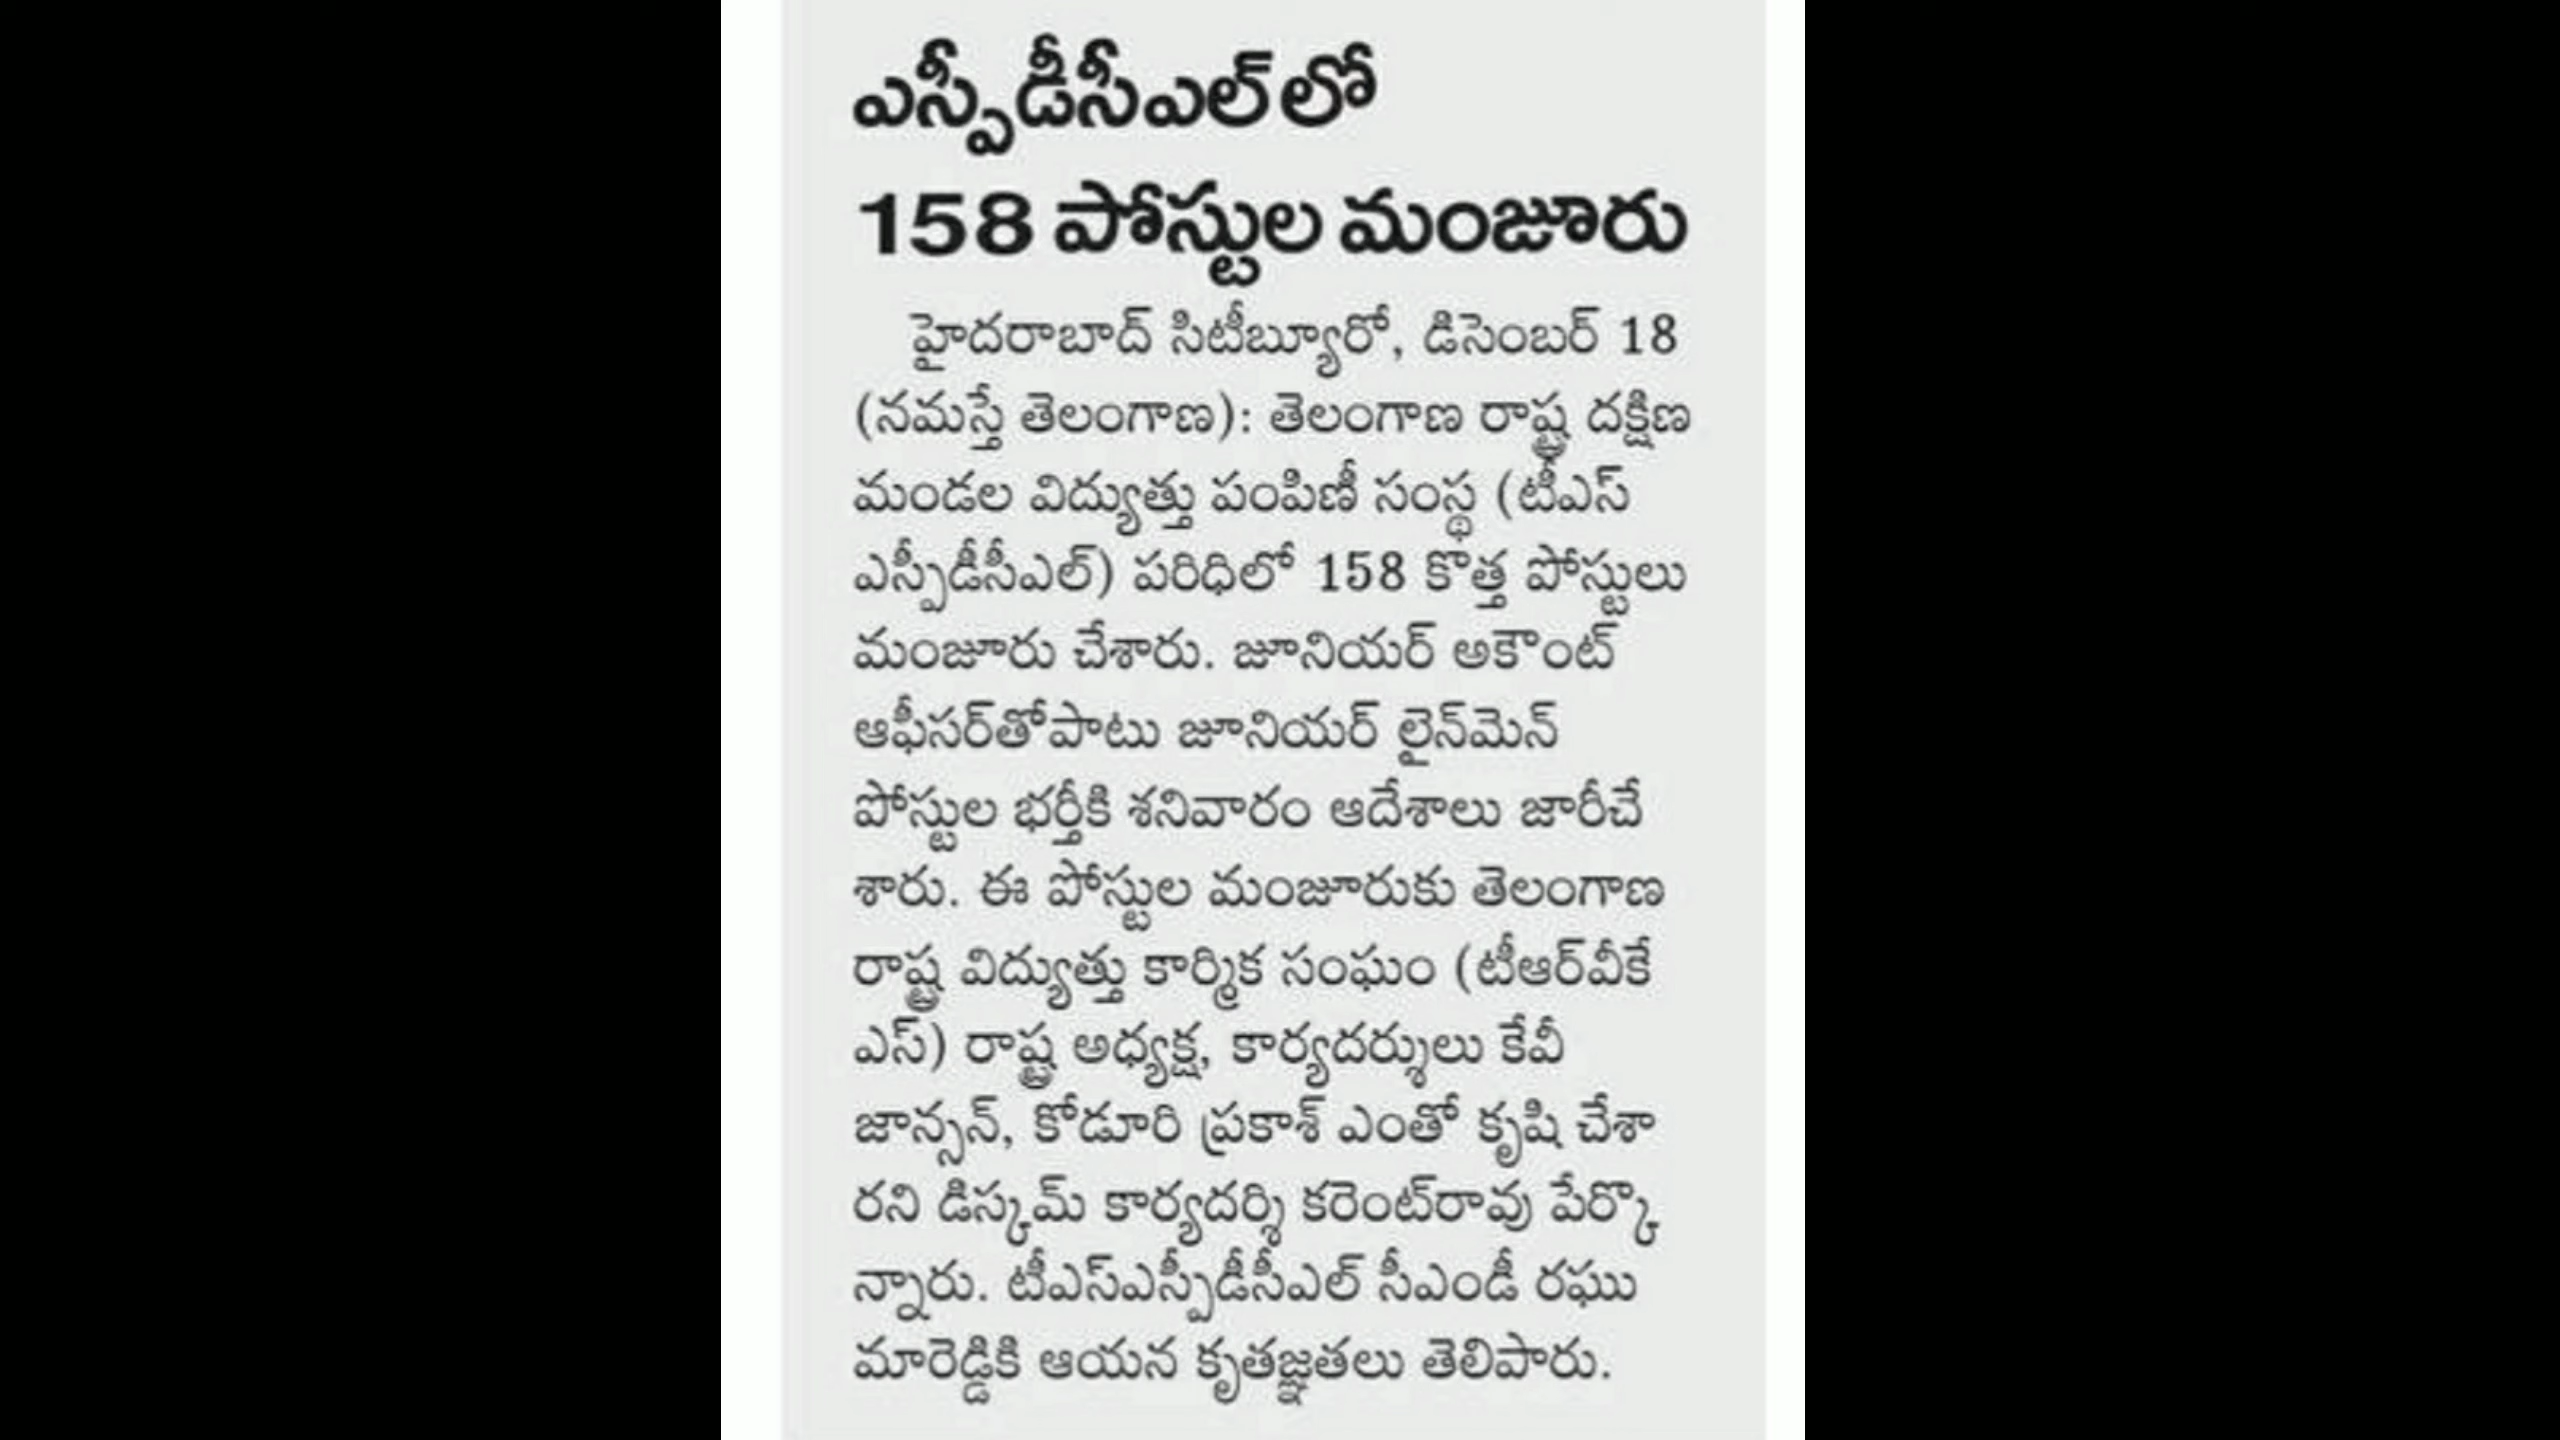 ఎస్పీడీసీఎల్‌లో
158 పోస్టుల మంజూరు
హైదరాబాద్ సిటీబ్యూరో, డిసెంబర్ 18
(నమస్తే తెలంగాణ): తెలంగాణ రాష్ట్ర దక్షిణ
మండల విద్యుత్తు పంపిణీ సంస్థ (టీఎస్
ఎస్పీడీసీఎల్) పరిధిలో 158 కొత్త పోస్టులు
మంజూరు చేశారు. జూనియర్ అకౌంట్
ఆఫీసర్‌తోపాటు జూనియర్ లైన్‌మెన్
పోస్టుల భర్తీకి శనివారం ఆదేశాలు జారీచే
శారు. ఈ పోస్టుల మంజూరుకు తెలంగాణ
రాష్ట్ర విద్యుత్తు కార్మిక సంఘం (టీఆర్‌వీకే
ఎస్) రాష్ట్ర అధ్యక్ష, కార్యదర్శులు కేవీ
జాన్సన్, కోడూరి ప్రకాశ్ ఎంతో కృషి చేశా
రని డిస్కమ్ కార్యదర్శి కరెంట్‌రావు పేర్కొ
న్నారు. టీఎస్‌ఎస్పీడీసీఎల్ సీఎండీ రఘు
మారెడ్డికి ఆయన కృతజ్ఞతలు తెలిపారు.